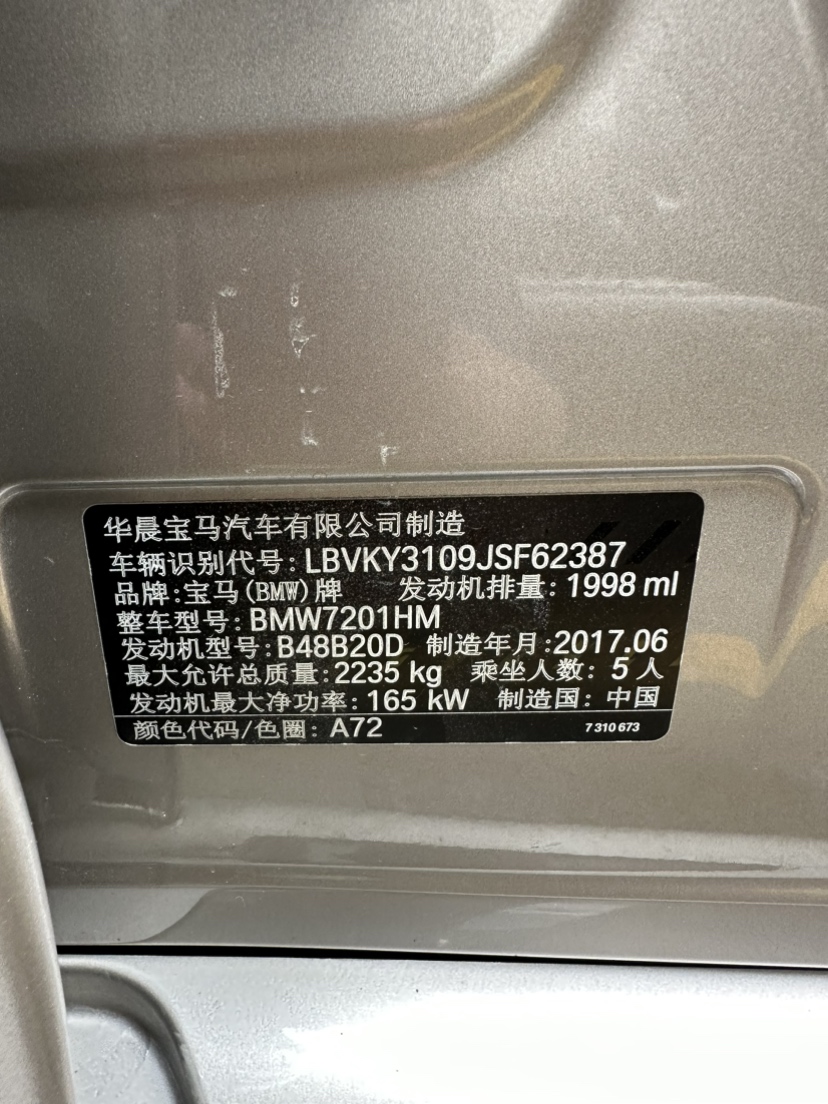 华晨宝马汽车有限公司制造
车辆识别代号: LBVKY3109JSF62387
品牌:宝马(BMW)牌 发动机排量: 1998 ml
整车型号: BMW7201HM
发动机型号: B48B20D 制造年月:2017.06
最大允许总质量: 2235 kg 乘坐人数: 5 人
发动机最大净功率: 165 kW 制造国: 中国
颜色代码/色圈: A72 7 310 673